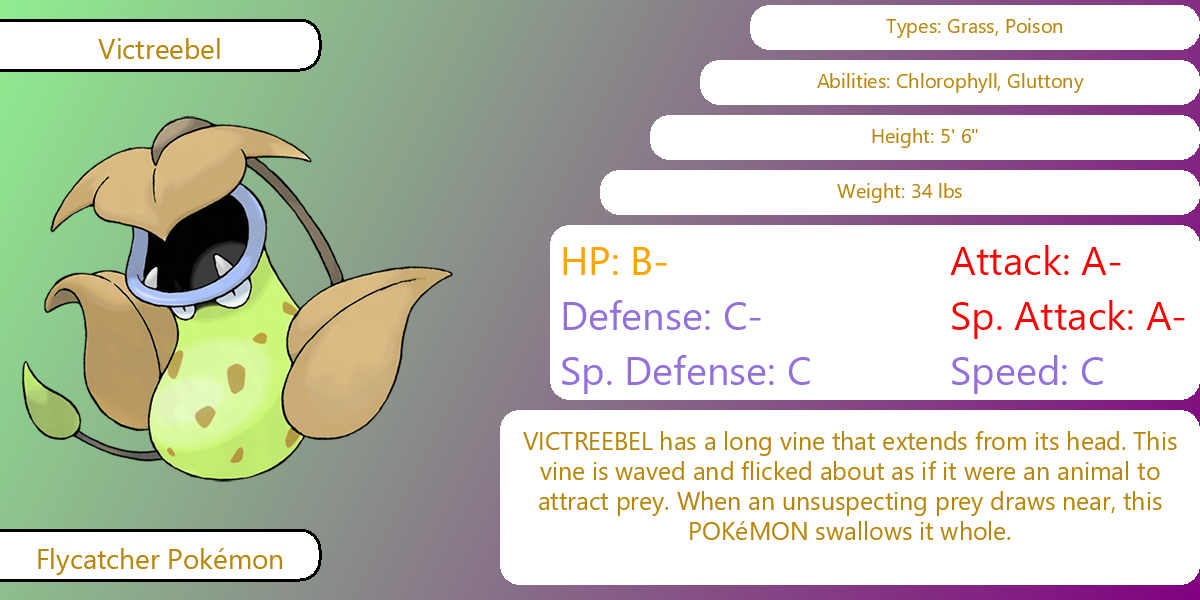 Victreebel
Types: Grass, Poison
Abilities: Chlorophyll, Gluttony
Height: 5' 6"
Weight: 34 lbs
HP: B-
Attack: A-
Defense: C-
Sp. Attack: A-
Sp. Defense: C
Speed: C
VICTREEBEL has a long vine that extends from its head. This
vine is waved and flicked about as if it were an animal to
attract prey. When an unsuspecting prey draws near, this
POKéMON swallows it whole.
Flycatcher Pokémon